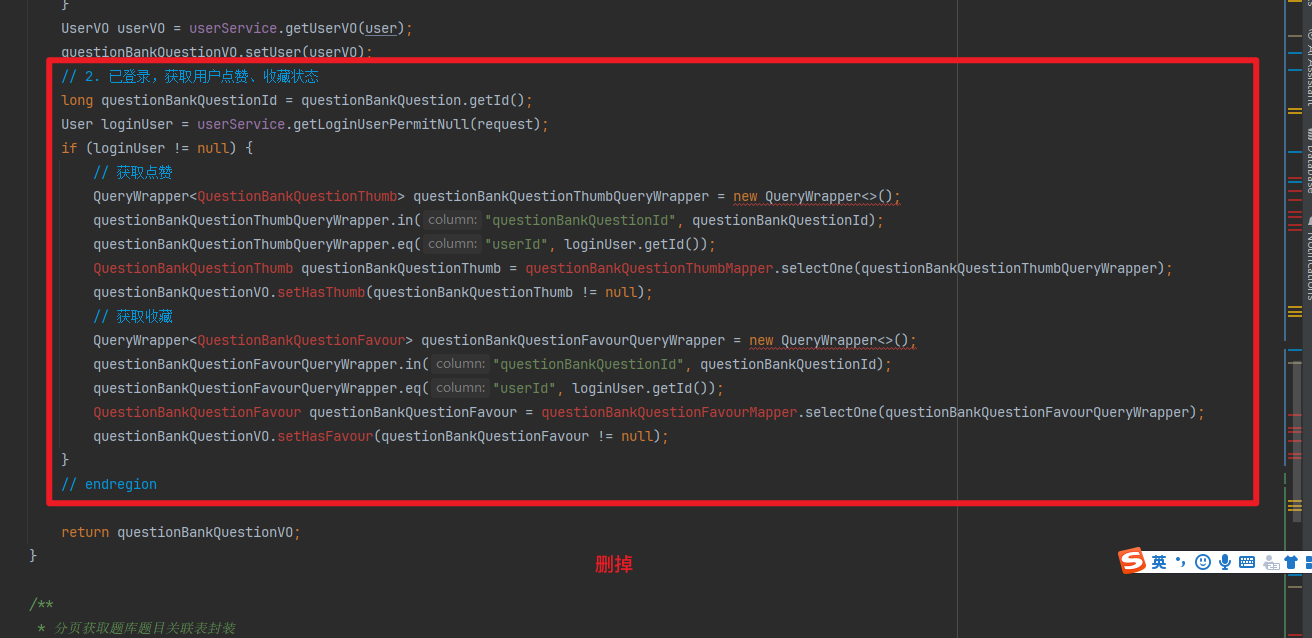 }
UserVO userVO = userService.getUserVO(user);
questionBankQuestionVO.setUser(userVO);
// 2. 已登录，获取用户点赞、收藏状态
long questionBankQuestionId = questionBankQuestion.getId();
User loginUser = userService.getLoginUserPermitNull(request);
if (loginUser != null) {
// 获取点赞
QueryWrapper<QuestionBankQuestionThumb> questionBankQuestionThumbQueryWrapper = new QueryWrapper<>();
questionBankQuestionThumbQueryWrapper.in( column: "questionBankQuestionId", questionBankQuestionId);
questionBankQuestionThumbQueryWrapper.eq( column: "userId", loginUser.getId());
QuestionBankQuestionThumb questionBankQuestionThumb = questionBankQuestionThumbMapper.selectOne(questionBankQuestionThumbQueryWrapper);
questionBankQuestionVO.setHasThumb(questionBankQuestionThumb != null);
// 获取收藏
QueryWrapper<QuestionBankQuestionFavour> questionBankQuestionFavourQueryWrapper = new QueryWrapper<>();
questionBankQuestionFavourQueryWrapper.in( column: "questionBankQuestionId", questionBankQuestionId);
questionBankQuestionFavourQueryWrapper.eq( column: "userId", loginUser.getId());
QuestionBankQuestionFavour questionBankQuestionFavour = questionBankQuestionFavourMapper.selectOne(questionBankQuestionFavourQueryWrapper);
questionBankQuestionVO.setHasFavour(questionBankQuestionFavour != null);
}
// endregion
return questionBankQuestionVO;
}
删掉
英
/**
* 分页获取题库题目关联表封装
AI Assistant
Database
Notifications